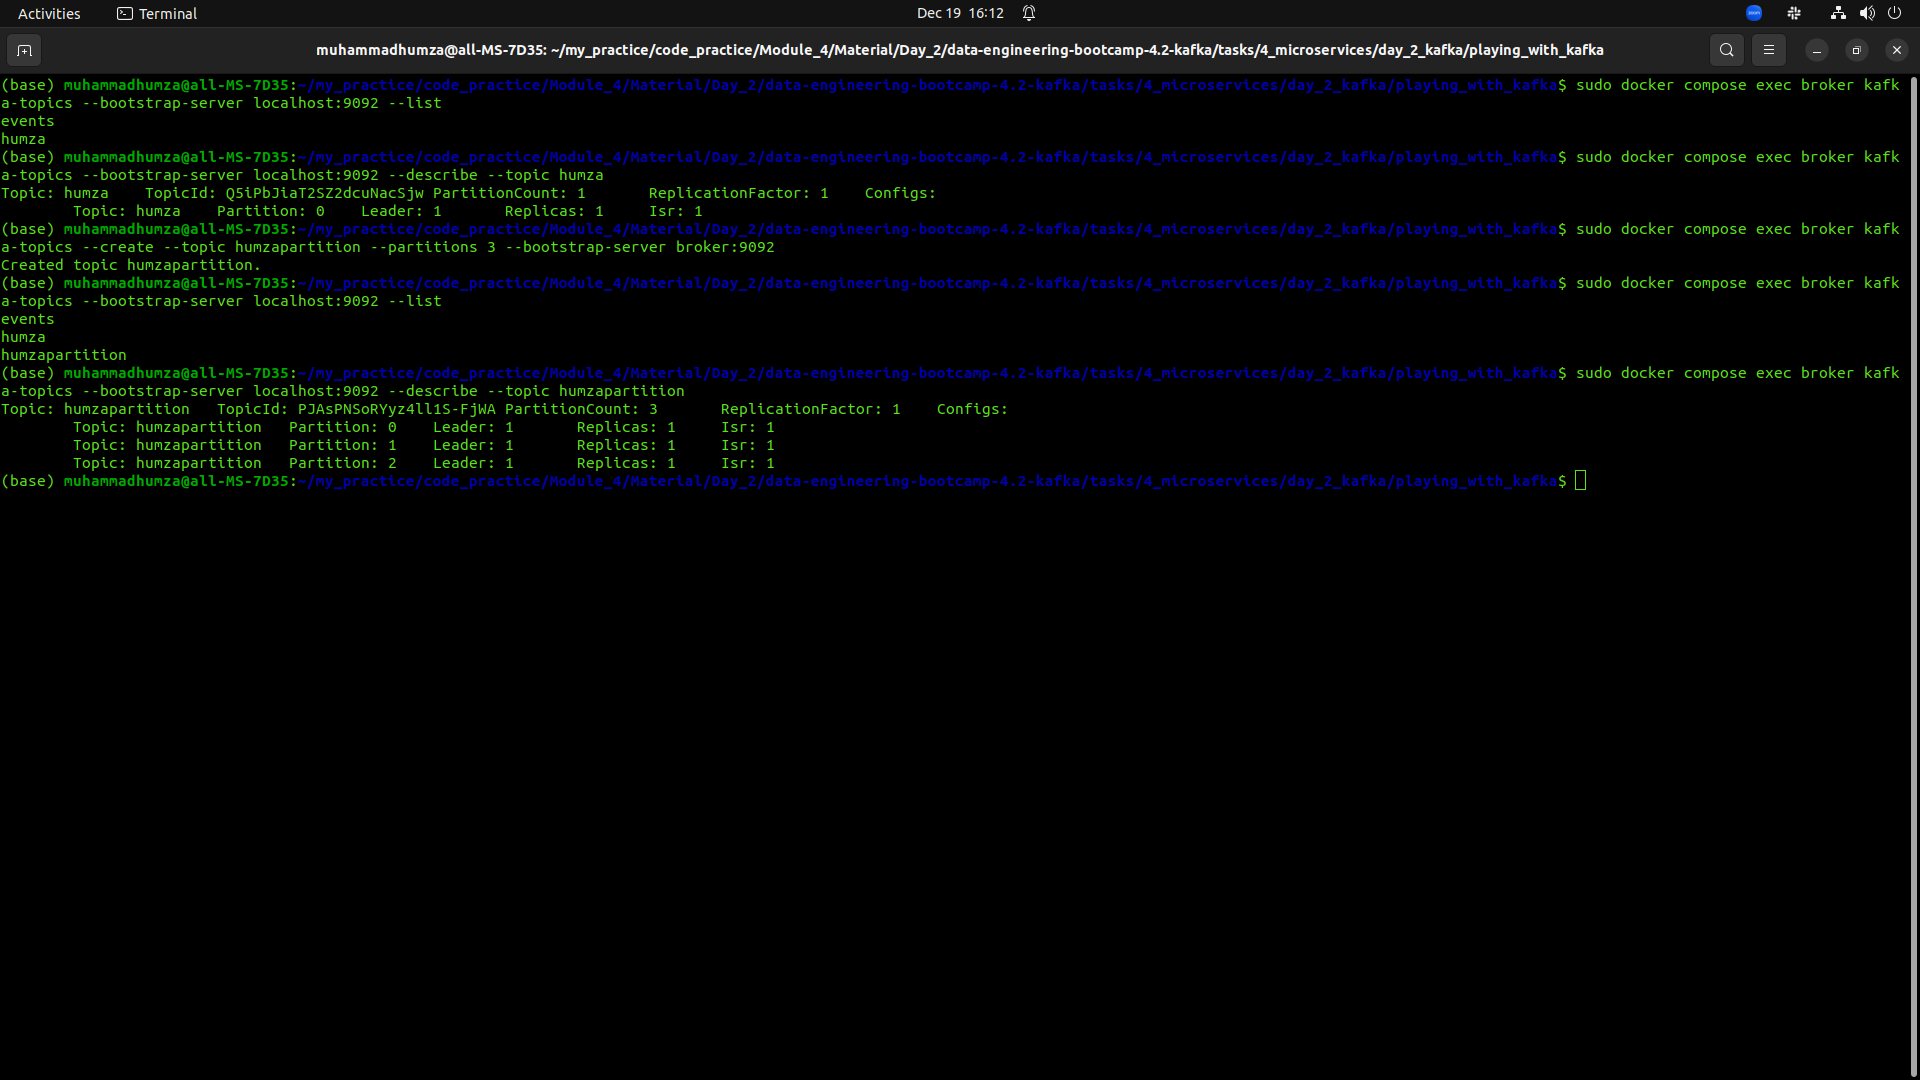 Activities Terminal Dec 19 16:12 zoom
muhammadhumza@all-MS-7D35: ~/my_practice/code_practice/Module_4/Material/Day_2/data-engineering-bootcamp-4.2-kafka/tasks/4_microservices/day_2_kafka/playing_with_kafka
(base) muhammadhumza@all-MS-7D35:~/my_practice/code_practice/Module_4/Material/Day_2/data-engineering-bootcamp-4.2-kafka/tasks/4_microservices/day_2_kafka/playing_with_kafka$ sudo docker compose exec broker kafk
a-topics --bootstrap-server localhost:9092 --list
events
humza
(base) muhammadhumza@all-MS-7D35:~/my_practice/code_practice/Module_4/Material/Day_2/data-engineering-bootcamp-4.2-kafka/tasks/4_microservices/day_2_kafka/playing_with_kafka$ sudo docker compose exec broker kafk
a-topics --bootstrap-server localhost:9092 --describe --topic humza
Topic: humza	TopicId: Q5iPbJiaT2SZ2dcuNacSjw PartitionCount: 1	ReplicationFactor: 1	Configs:
	Topic: humza	Partition: 0	Leader: 1	Replicas: 1	Isr: 1
(base) muhammadhumza@all-MS-7D35:~/my_practice/code_practice/Module_4/Material/Day_2/data-engineering-bootcamp-4.2-kafka/tasks/4_microservices/day_2_kafka/playing_with_kafka$ sudo docker compose exec broker kafk
a-topics --create --topic humzapartition --partitions 3 --bootstrap-server broker:9092
Created topic humzapartition.
(base) muhammadhumza@all-MS-7D35:~/my_practice/code_practice/Module_4/Material/Day_2/data-engineering-bootcamp-4.2-kafka/tasks/4_microservices/day_2_kafka/playing_with_kafka$ sudo docker compose exec broker kafk
a-topics --bootstrap-server localhost:9092 --list
events
humza
humzapartition
(base) muhammadhumza@all-MS-7D35:~/my_practice/code_practice/Module_4/Material/Day_2/data-engineering-bootcamp-4.2-kafka/tasks/4_microservices/day_2_kafka/playing_with_kafka$ sudo docker compose exec broker kafk
a-topics --bootstrap-server localhost:9092 --describe --topic humzapartition
Topic: humzapartition	TopicId: PJAsPNSoRYyz4ll1S-FjWA PartitionCount: 3	ReplicationFactor: 1	Configs:
	Topic: humzapartition	Partition: 0	Leader: 1	Replicas: 1	Isr: 1
	Topic: humzapartition	Partition: 1	Leader: 1	Replicas: 1	Isr: 1
	Topic: humzapartition	Partition: 2	Leader: 1	Replicas: 1	Isr: 1
(base) muhammadhumza@all-MS-7D35:~/my_practice/code_practice/Module_4/Material/Day_2/data-engineering-bootcamp-4.2-kafka/tasks/4_microservices/day_2_kafka/playing_with_kafka$